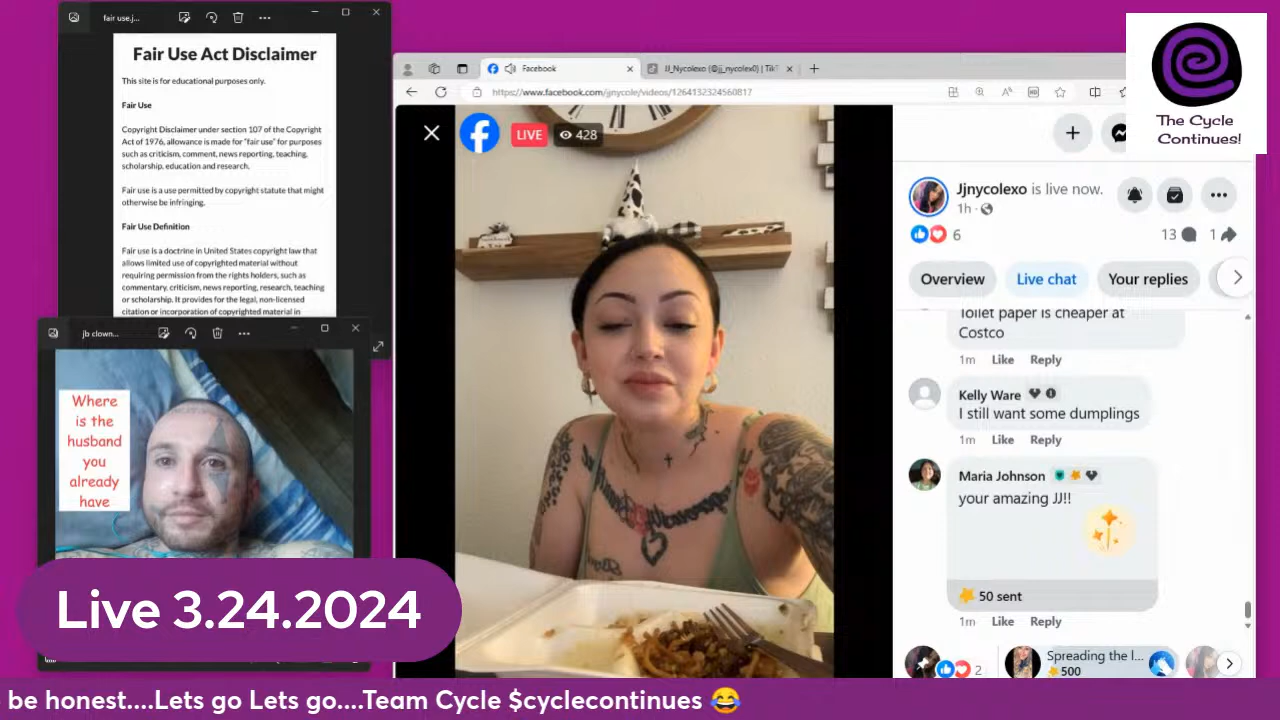 fair use.j...
Fair Use Act Disclaimer
This site is for educational purposes only.
Fair Use
Copyright Disclaimer under section 107 of the Copyright
Act of 1976, allowance is made for "fair use" for purposes
such as criticism, comment, news reporting, teaching,
scholarship, education and research.
Fair use is a use permitted by copyright statute that might
otherwise be infringing.
Fair Use Definition
Fair use is a doctrine in United States copyright law that
allows limited use of copyrighted material without
requiring permission from the rights holders, such as
commentary, criticism, news reporting, research, teaching
or scholarship. It provides for the legal, non-licensed
citation or incorporation of copyrighted material in
jb clown...
Where
is the
husband
you
already
have
Live 3.24.2024
Facebook
JJ_Nycolexo (@jj_nycolex0) | Tik
https://www.facebook.com/jjnycole/videos/1264132324560817
LIVE
428
The Cycle
Continues!
Jjnycolexo is live now.
1h
6
13
1
Overview
Live chat
Your replies
Toilet paper is cheaper at
Costco
1m Like Reply
Kelly Ware
I still want some dumplings
1m Like Reply
Maria Johnson
your amazing JJ!!
50 sent
1m Like Reply
2
Spreading the l...
500
be honest....Lets go Lets go....Team Cycle $cyclecontinues 😂